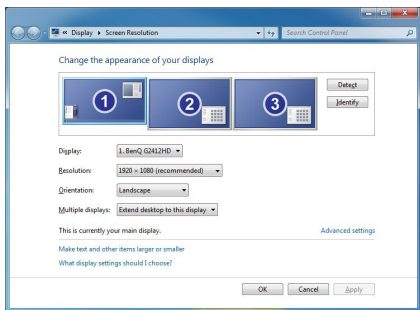 « Display ▸ Screen Resolution
Search Control Panel
Change the appearance of your displays
1
2
3
Detect
Identify
Display: 1. BenQ G2412HD
Resolution: 1920 × 1080 (recommended)
Orientation: Landscape
Multiple displays: Extend desktop to this display
This is currently your main display.
Advanced settings
Make text and other items larger or smaller
What display settings should I choose?
OK
Cancel
Apply